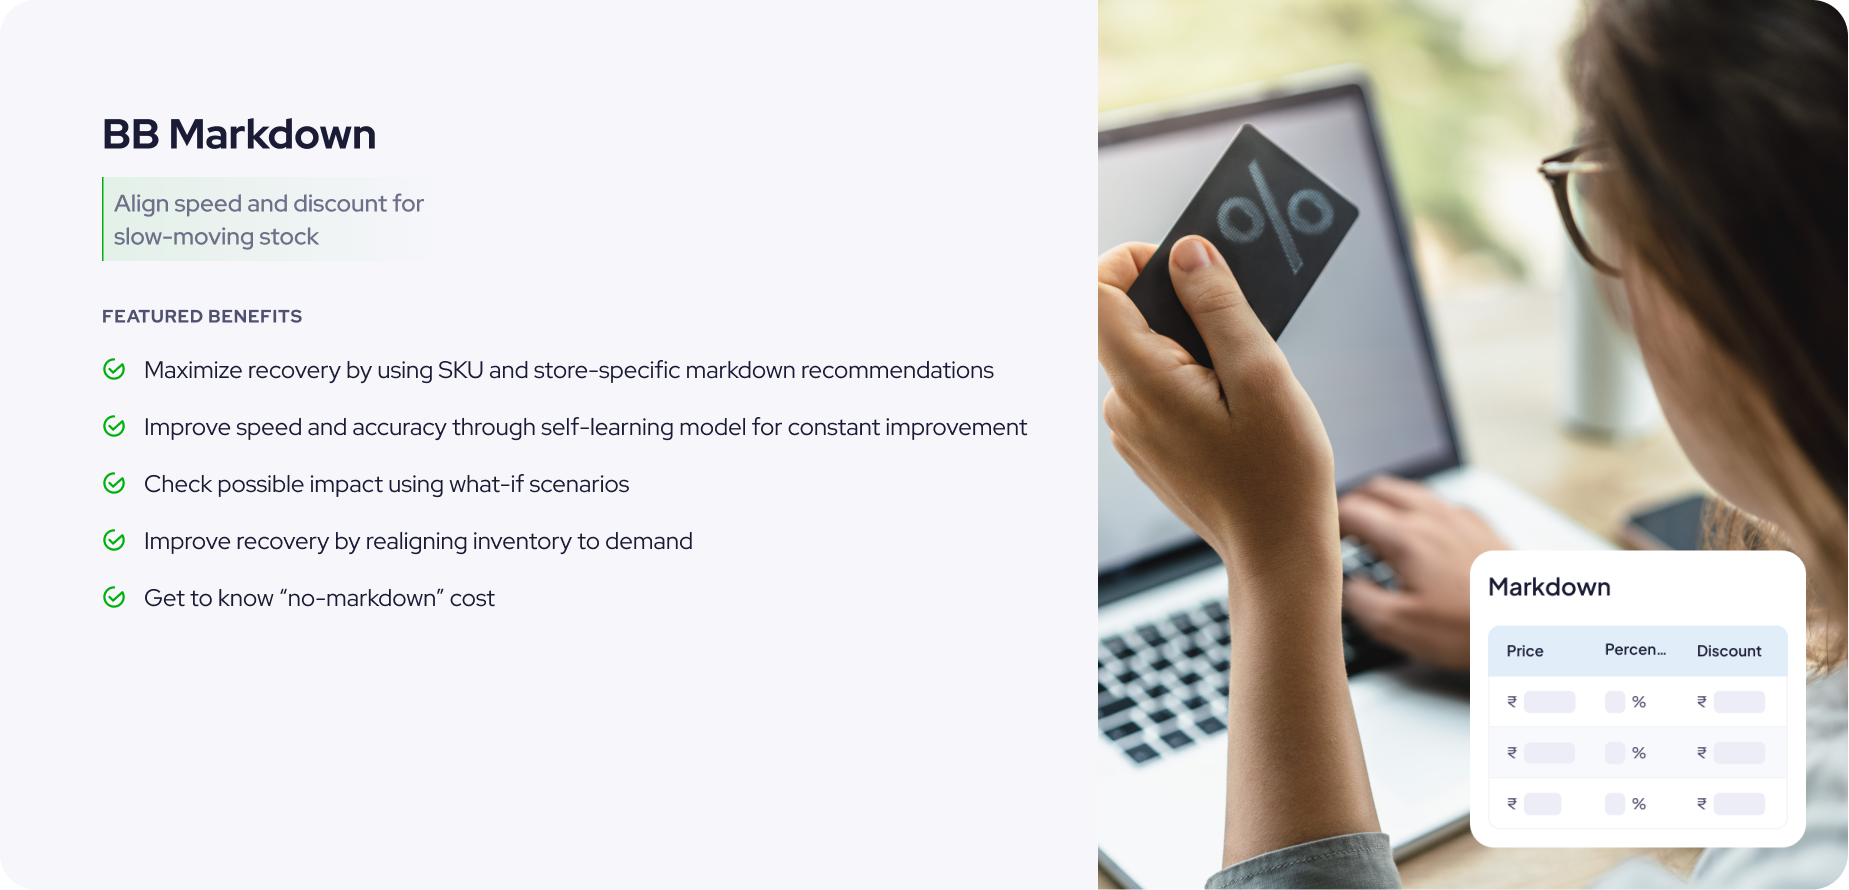 BB Markdown
Align speed and discount for
slow-moving stock
FEATURED BENEFITS
Maximize recovery by using SKU and store-specific markdown recommendations
Improve speed and accuracy through self-learning model for constant improvement
Check possible impact using what-if scenarios
Improve recovery by realigning inventory to demand
Get to know “no-markdown” cost
%
Markdown
Price Percen... Discount
₹ % ₹
₹ % ₹
₹ % ₹